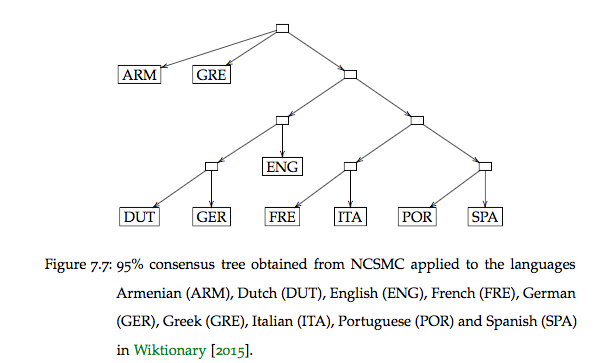 ARM GRE
ENG
DUT GER FRE ITA POR SPA
Figure 7.7: 95% consensus tree obtained from NCSMC applied to the languages
Armenian (ARM), Dutch (DUT), English (ENG), French (FRE), German
(GER), Greek (GRE), Italian (ITA), Portuguese (POR) and Spanish (SPA)
in Wiktionary [2015].